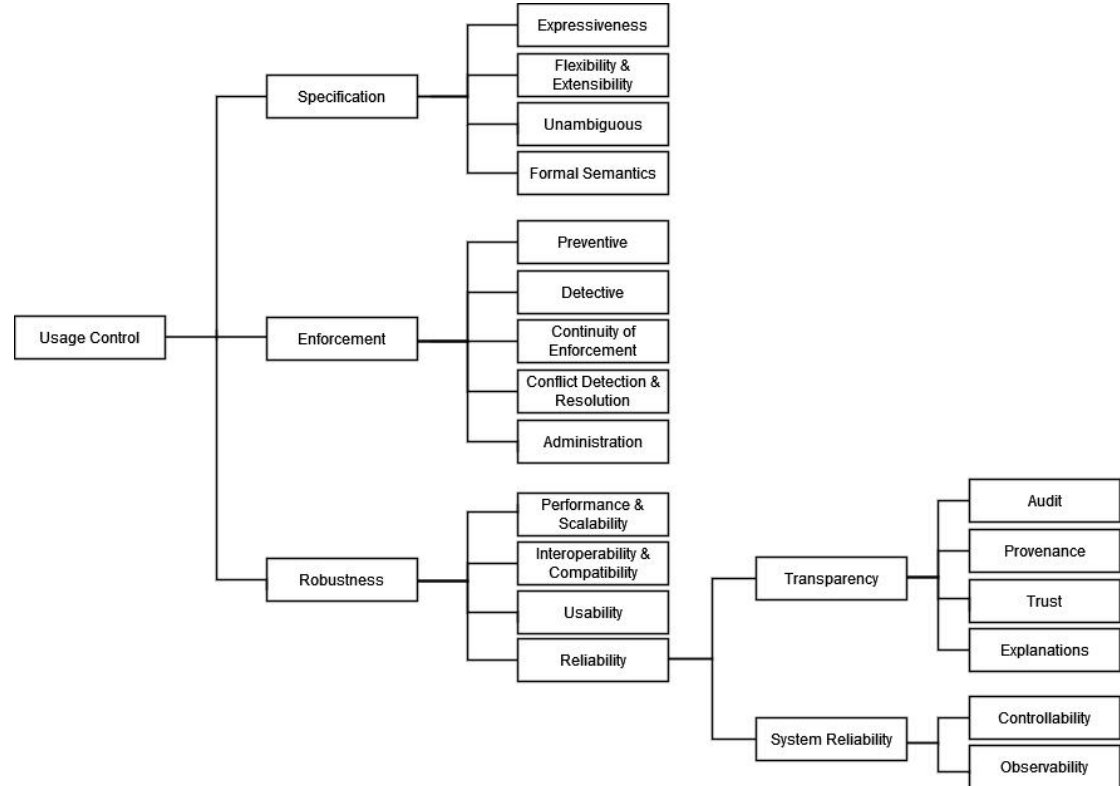 Expressiveness
Flexibility &
Extensibility
Specification
Unambiguous
Formal Semantics
Preventive
Detective
Usage Control
Enforcement
Continuity of
Enforcement
Conflict Detection &
Resolution
Administration
Performance &
Scalability
Interoperability &
Compatibility
Robustness
Usability
Reliability
Transparency
Audit
Provenance
Trust
Explanations
System Reliability
Controllability
Observability